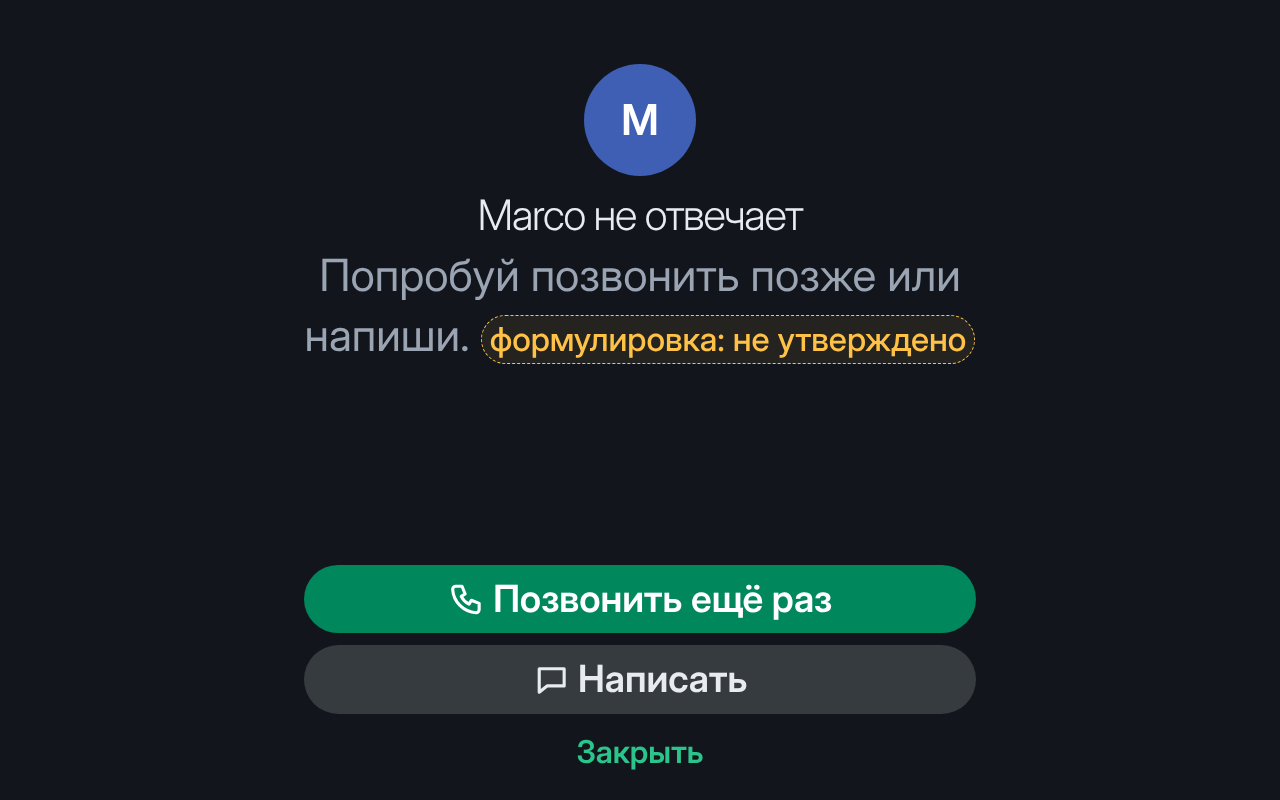 M
Marco не отвечает
Попробуй позвонить позже или
напиши. формулировка: не утверждено
Позвонить ещё раз
Написать
Закрыть